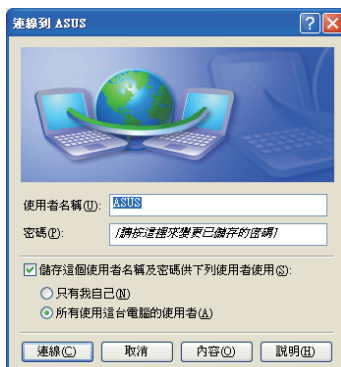 連線到 ASUS
使用者名稱(U): ASUS
密碼(P): [請按這裡來變更已儲存的密碼]
儲存這個使用者名稱及密碼供下列使用者使用(S):
只有我自己(N)
所有使用這台電腦的使用者(A)
連線(C) 取消 內容(O) 說明(H)